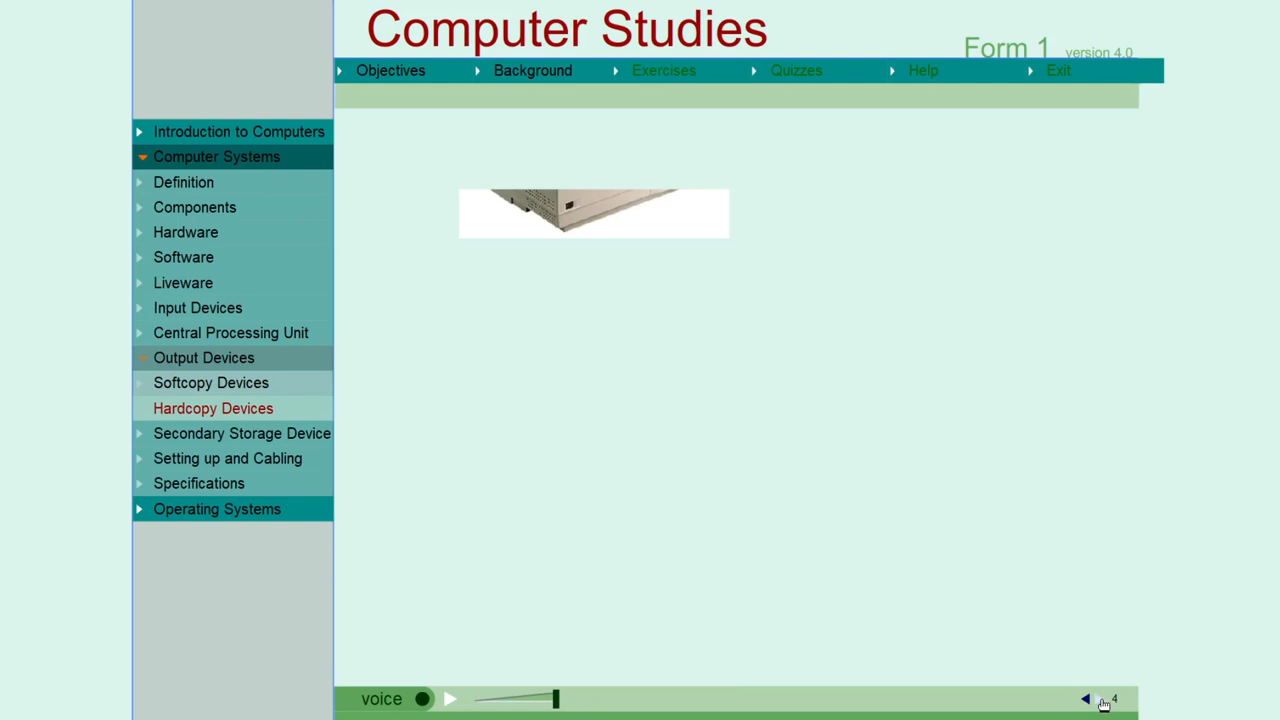 Computer Studies
Form 1 version 4.0
Objectives
Background
Exercises
Quizzes
Help
Exit
Introduction to Computers
Computer Systems
Definition
Components
Hardware
Software
Liveware
Input Devices
Central Processing Unit
Output Devices
Softcopy Devices
Hardcopy Devices
Secondary Storage Device
Setting up and Cabling
Specifications
Operating Systems
voice
4